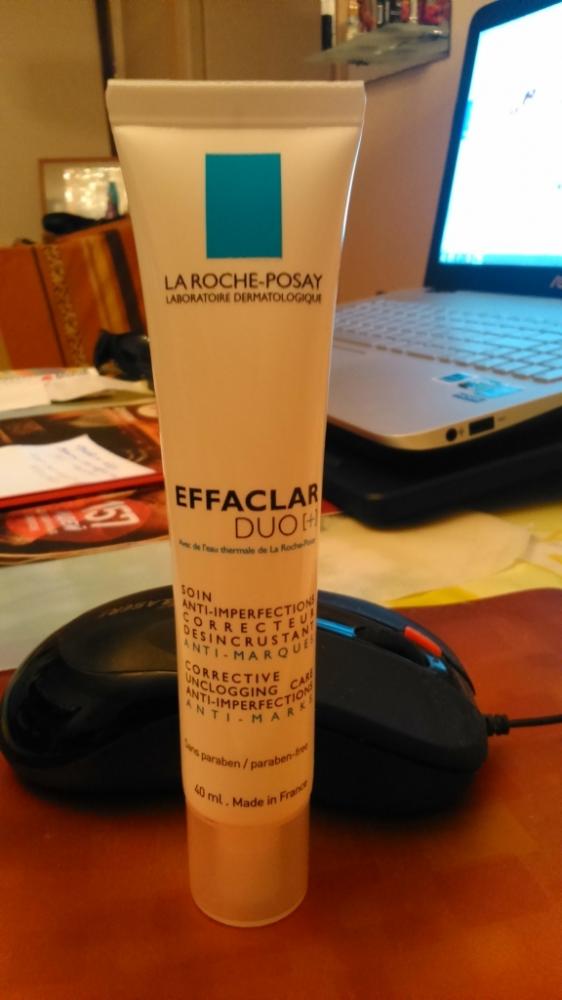 LA ROCHE-POSAY
LABORATOIRE DERMATOLOGIQUE
EFFACLAR
DUO [+]
Avec de l'eau thermale de La Roche-Posay
SOIN
ANTI-IMPERFECTIONS
CORRECTEUR
DESINCRUSTANT
ANTI-MARQUES
CORRECTIVE
UNCLOGGING CARE
ANTI-IMPERFECTIONS
ANTI-MARKS
Sans paraben / paraben-free
40 ml . Made in France
LASER
157